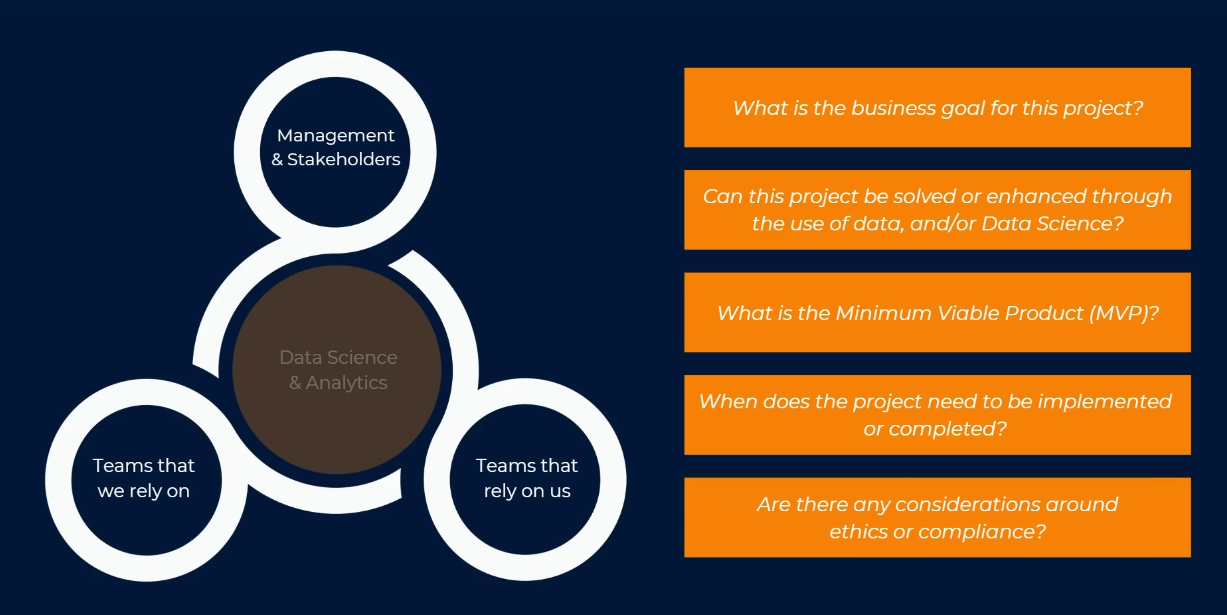 Management
& Stakeholders
Data Science
& Analytics
Teams that
we rely on
Teams that
rely on us
What is the business goal for this project?
Can this project be solved or enhanced through
the use of data, and/or Data Science?
What is the Minimum Viable Product (MVP)?
When does the project need to be implemented
or completed?
Are there any considerations around
ethics or compliance?